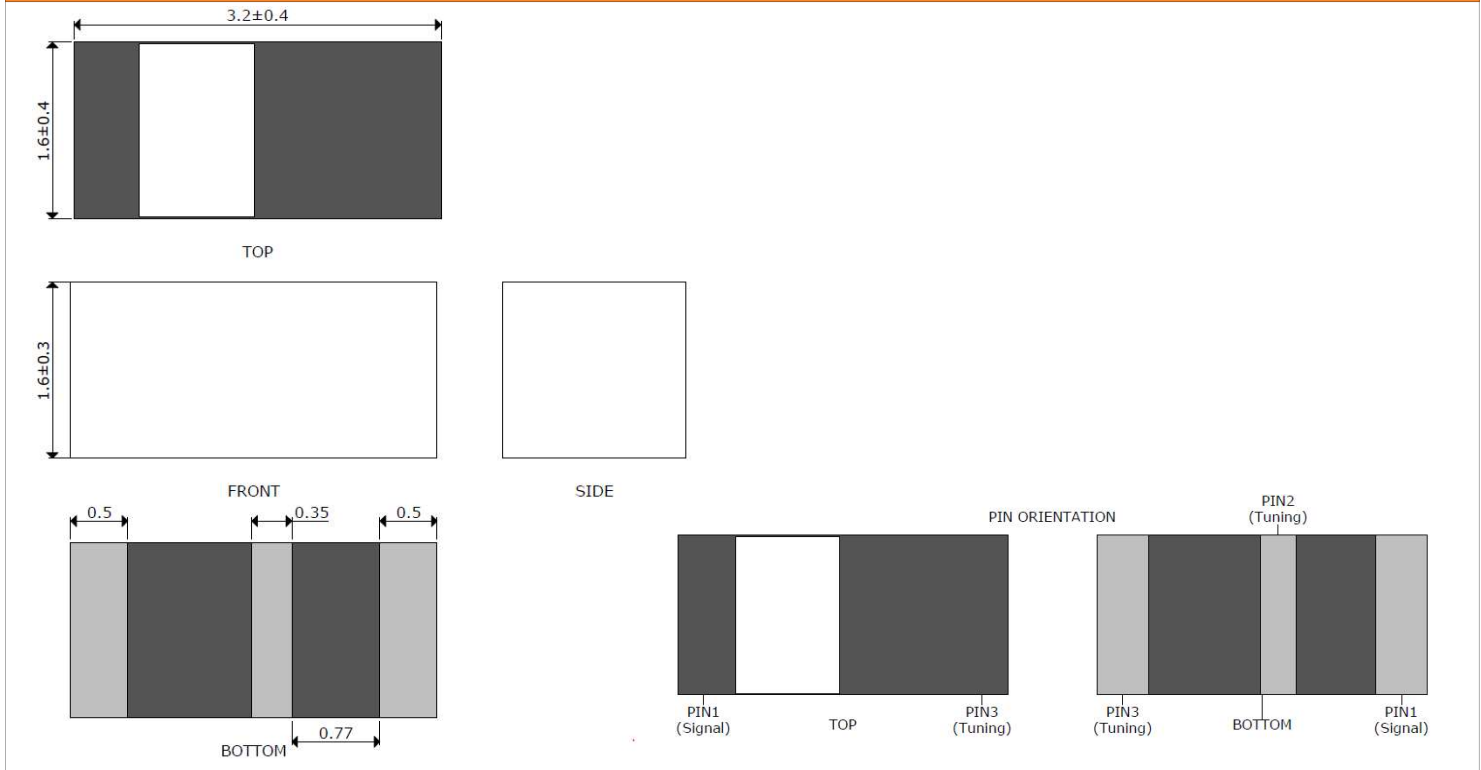 3.2±0.4
1.6±0.4
TOP
1.6±0.3
FRONT
SIDE
0.5
0.35
0.5
0.77
BOTTOM
PIN ORIENTATION
PIN2
(Tuning)
PIN1
(Signal)
TOP
PIN3
(Tuning)
PIN3
(Tuning)
BOTTOM
PIN1
(Signal)